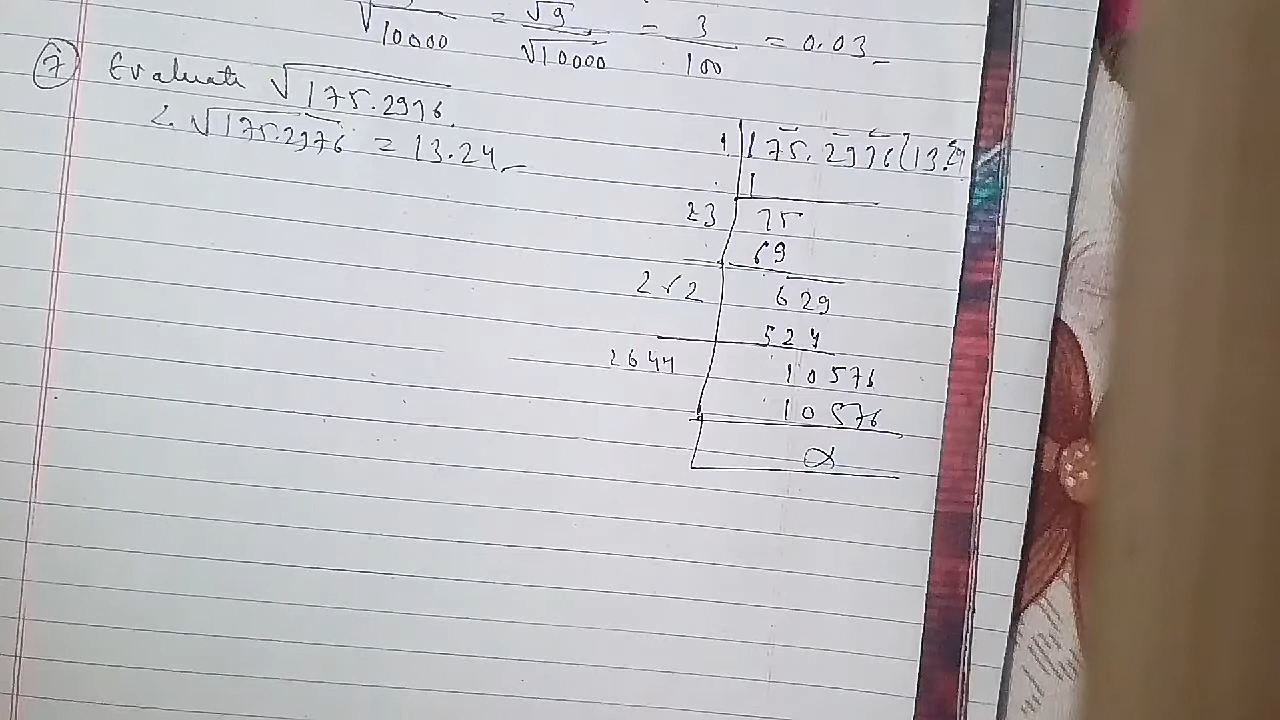 √10000 = √9 / √10000 = 3/100 = 0.03
(7) Evaluate √175.2976.
∴ √175.2976 = 13.24
1 175.2976 (13.24
1
23 75
69
262 629
524
2644 10576
10576